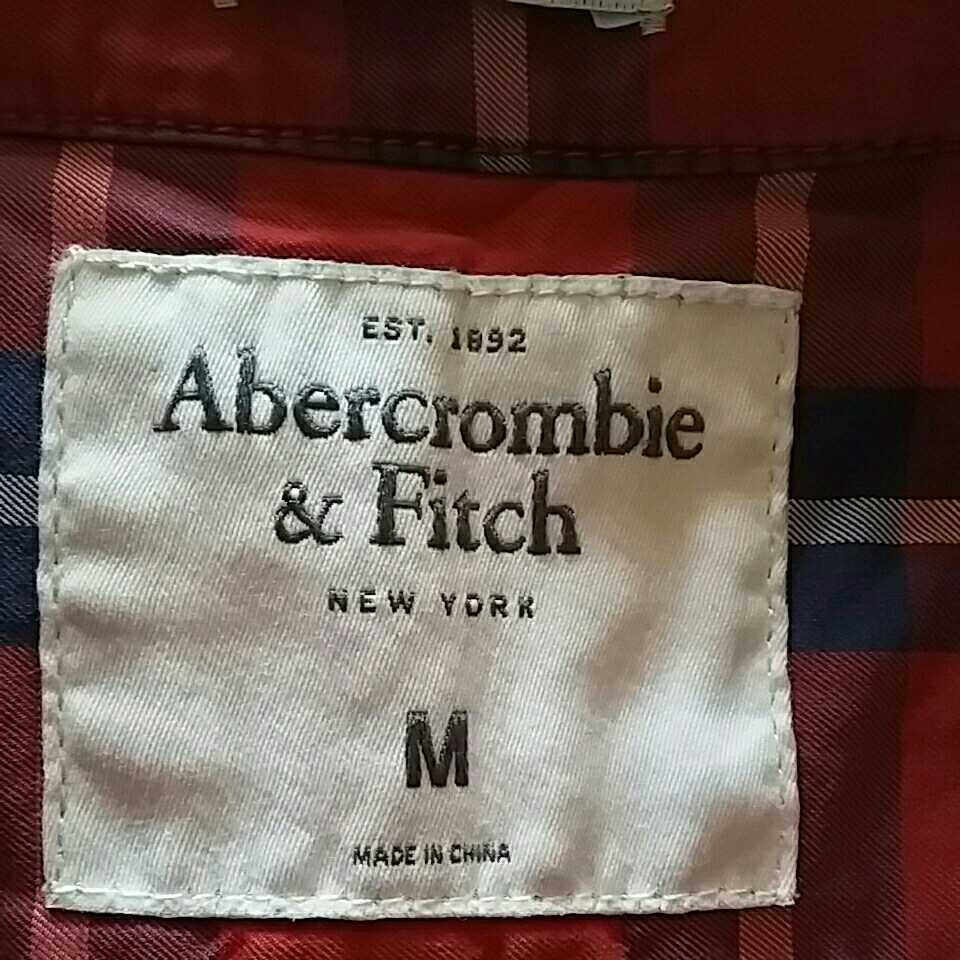 EST. 1892
Abercrombie
& Fitch
NEW YORK
M
MADE IN CHINA